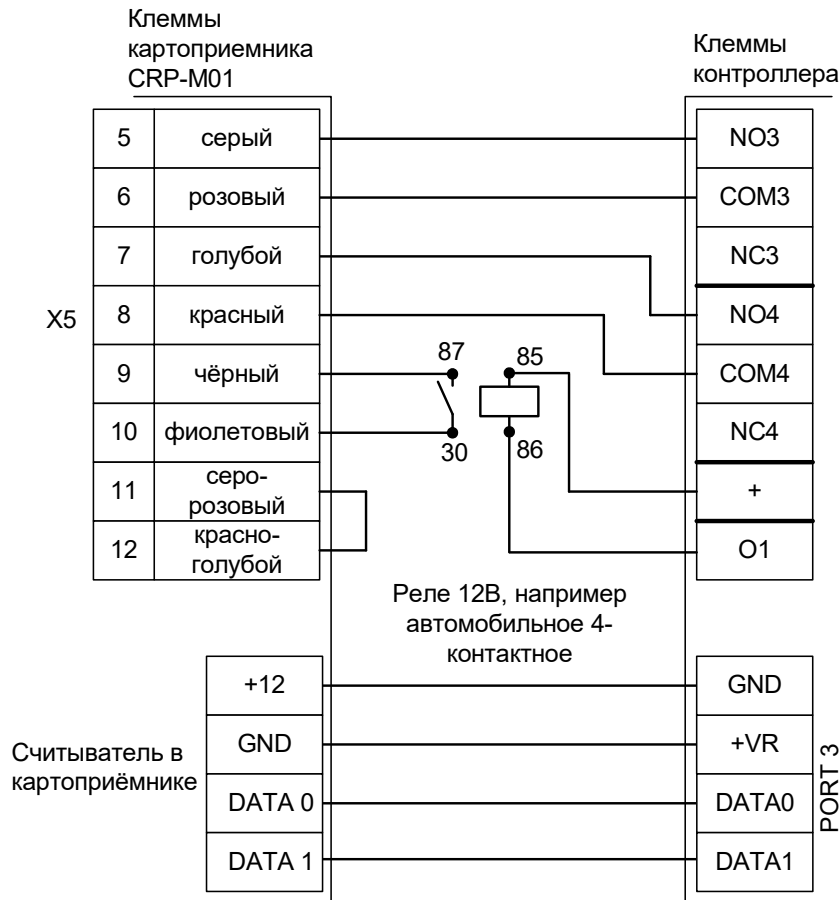 Клеммы
картоприемника
CRP-M01
Клеммы
контроллера
X5
5 серый
6 розовый
7 голубой
8 красный
9 чёрный
10 фиолетовый
11 серо-
розовый
12 красно-
голубой
87
30
85
86
NO3
COM3
NC3
NO4
COM4
NC4
+
O1
Реле 12В, например
автомобильное 4-
контактное
Считыватель в
картоприёмнике
+12
GND
DATA 0
DATA 1
GND
+VR
DATA0
DATA1
PORT 3